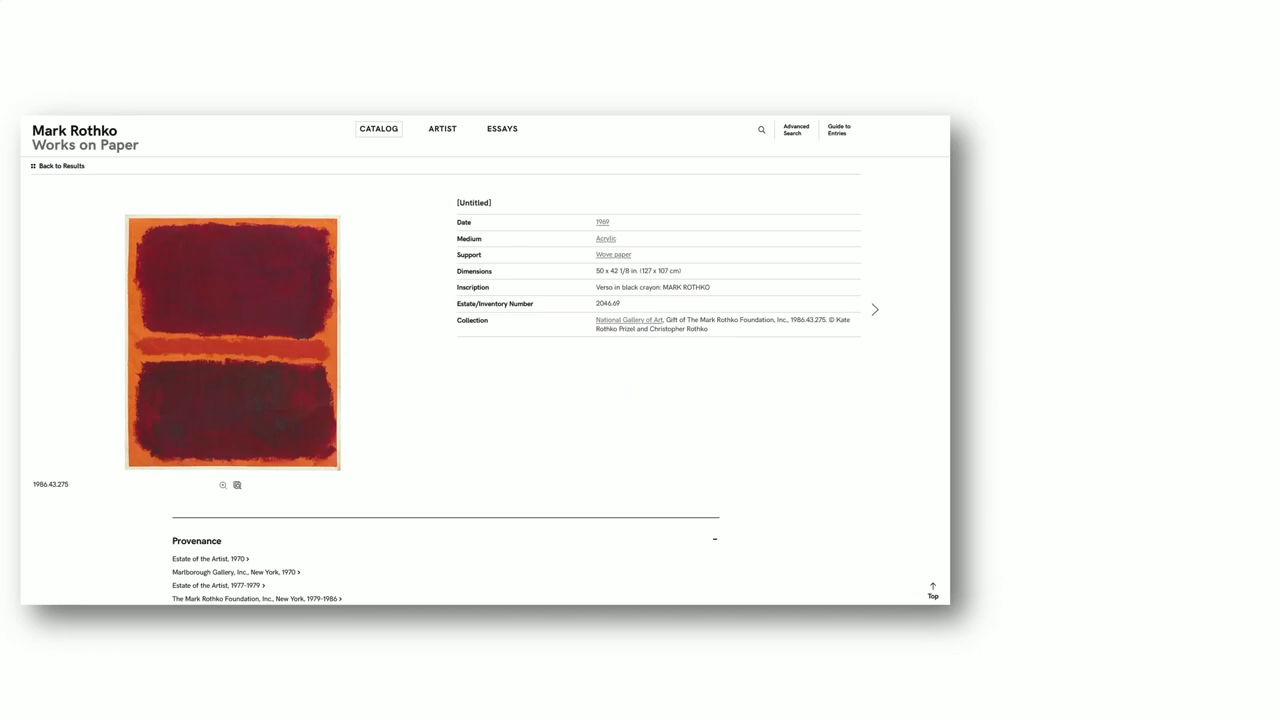 Mark Rothko
Works on Paper
CATALOG
ARTIST
ESSAYS
Advanced
Search
Guide to
Entries
Back to Results
[Untitled]
Date 1969
Medium Acrylic
Support Wove paper
Dimensions 50 x 42 1/8 in. (127 x 107 cm)
Inscription Verso in black crayon: MARK ROTHKO
Estate/Inventory Number 2046.69
Collection National Gallery of Art, Gift of The Mark Rothko Foundation, Inc., 1986.43.275. © Kate
Rothko Prizel and Christopher Rothko
1986.43.275
Provenance
Estate of the Artist, 1970 ›
Marlborough Gallery, Inc., New York, 1970 ›
Estate of the Artist, 1977-1979 ›
The Mark Rothko Foundation, Inc., New York, 1979-1986 ›
Top